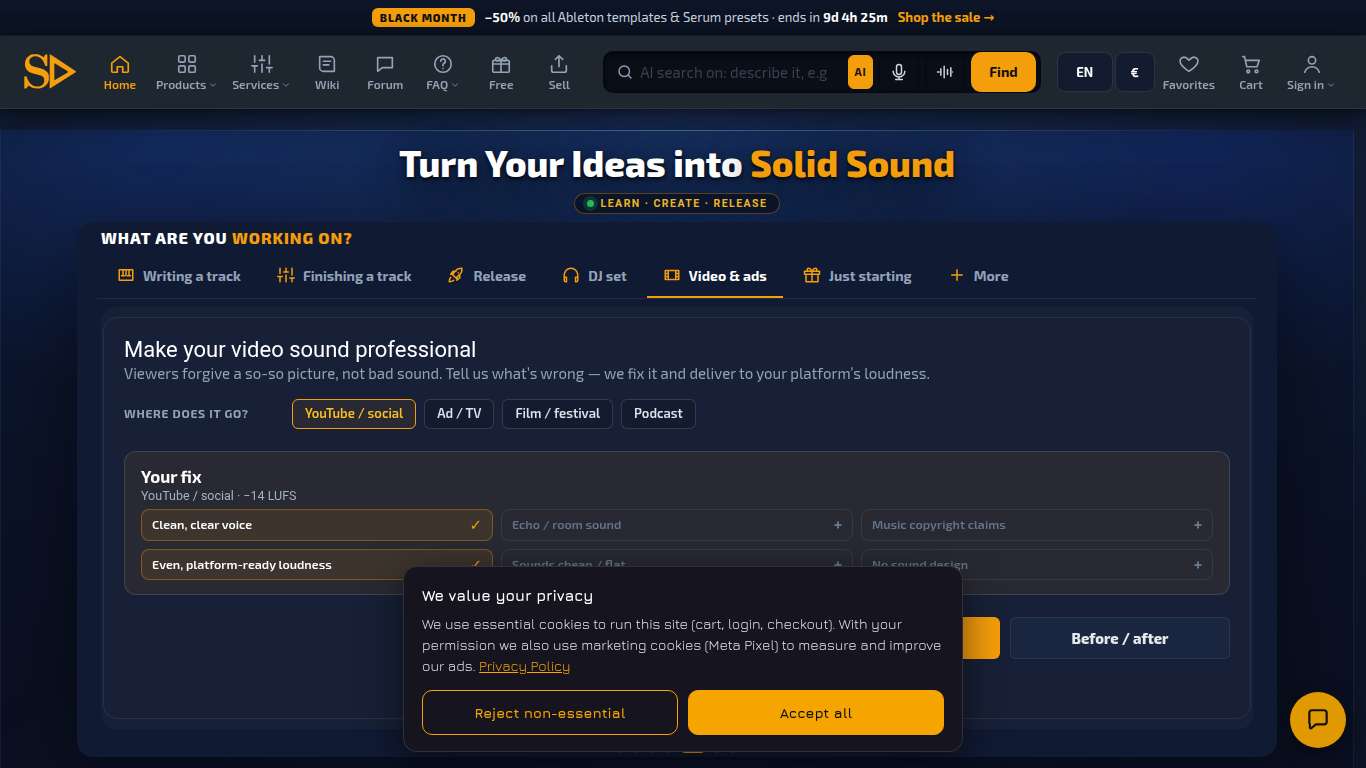 BLACK MONTH −50% on all Ableton templates & Serum presets · ends in 9d 4h 25m Shop the sale →
SD
Home
Products
Services
Wiki
Forum
FAQ
Free
Sell
AI search on: describe it, e.g
AI
Find
EN
€
Favorites
Cart
Sign in
Turn Your Ideas into Solid Sound
LEARN · CREATE · RELEASE
WHAT ARE YOU WORKING ON?
Writing a track
Finishing a track
Release
DJ set
Video & ads
Just starting
More
Make your video sound professional
Viewers forgive a so-so picture, not bad sound. Tell us what's wrong — we fix it and deliver to your platform's loudness.
WHERE DOES IT GO?
YouTube / social
Ad / TV
Film / festival
Podcast
Your fix
YouTube / social · −14 LUFS
Clean, clear voice ✓
Echo / room sound +
Music copyright claims +
Even, platform-ready loudness ✓
Sounds cheap / flat +
No sound design +
Before / after
We value your privacy
We use essential cookies to run this site (cart, login, checkout). With your
permission we also use marketing cookies (Meta Pixel) to measure and improve
our ads. Privacy Policy
Reject non-essential
Accept all